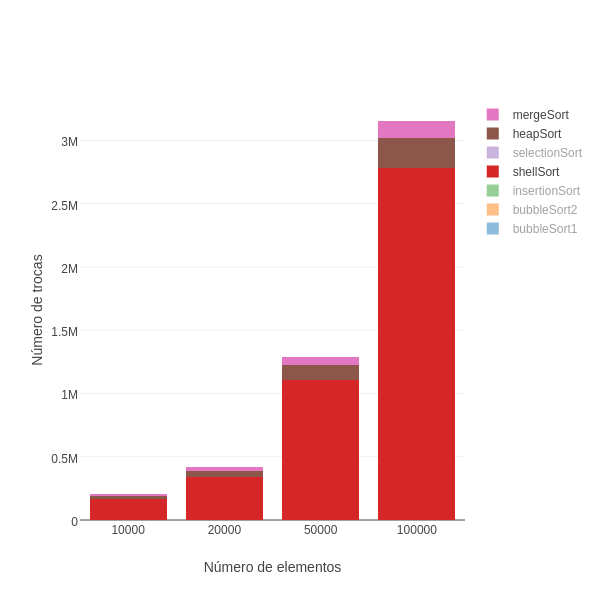 mergeSort
heapSort
selectionSort
shellSort
insertionSort
bubbleSort2
bubbleSort1
Número de trocas
3M
2.5M
2M
1.5M
1M
0.5M
0
10000 20000 50000 100000
Número de elementos